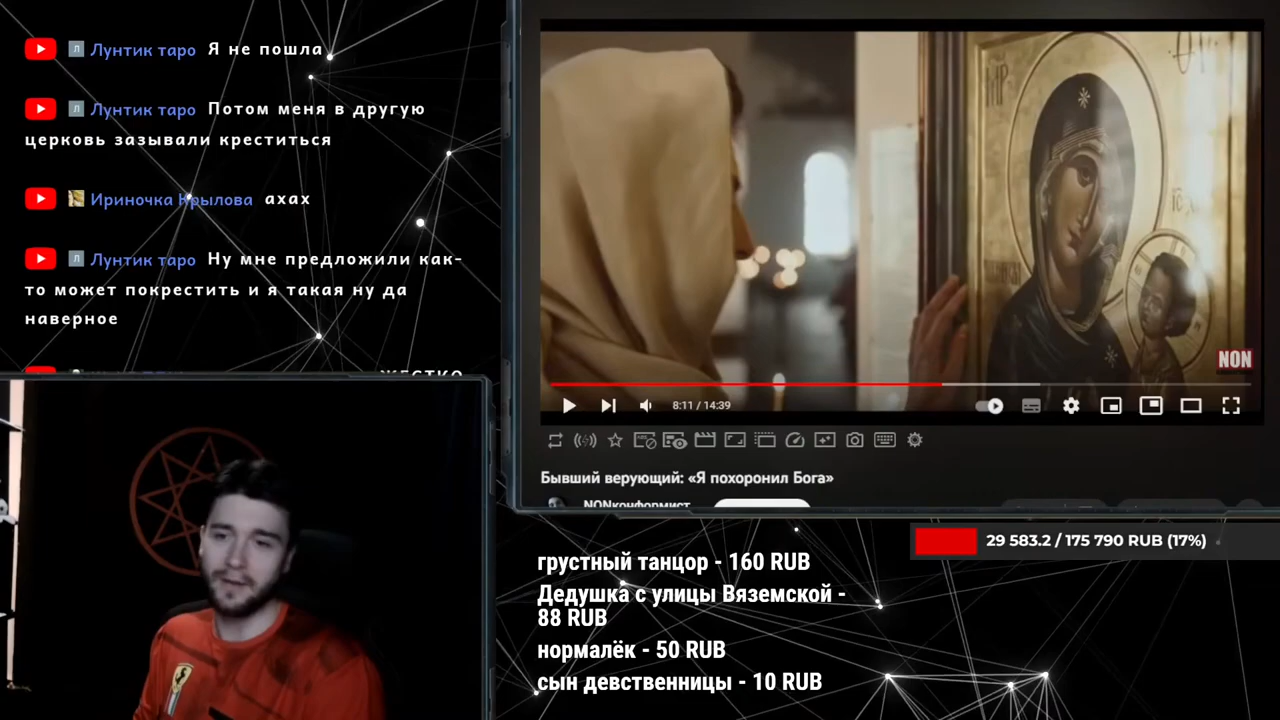 Лунтик таро Я не пошла
Лунтик таро Потом меня в другую
церковь зазывали креститься
Ириночка Крылова ахах
Лунтик таро Ну мне предложили как-
то может покрестить и я такая ну да
наверное
NON
8:11 / 14:39
Бывший верующий: «Я похоронил Бога»
NONконформист
29 583.2 / 175 790 RUB (17%)
грустный танцор - 160 RUB
Дедушка с улицы Вяземской -
88 RUB
нормалёк - 50 RUB
сын девственницы - 10 RUB